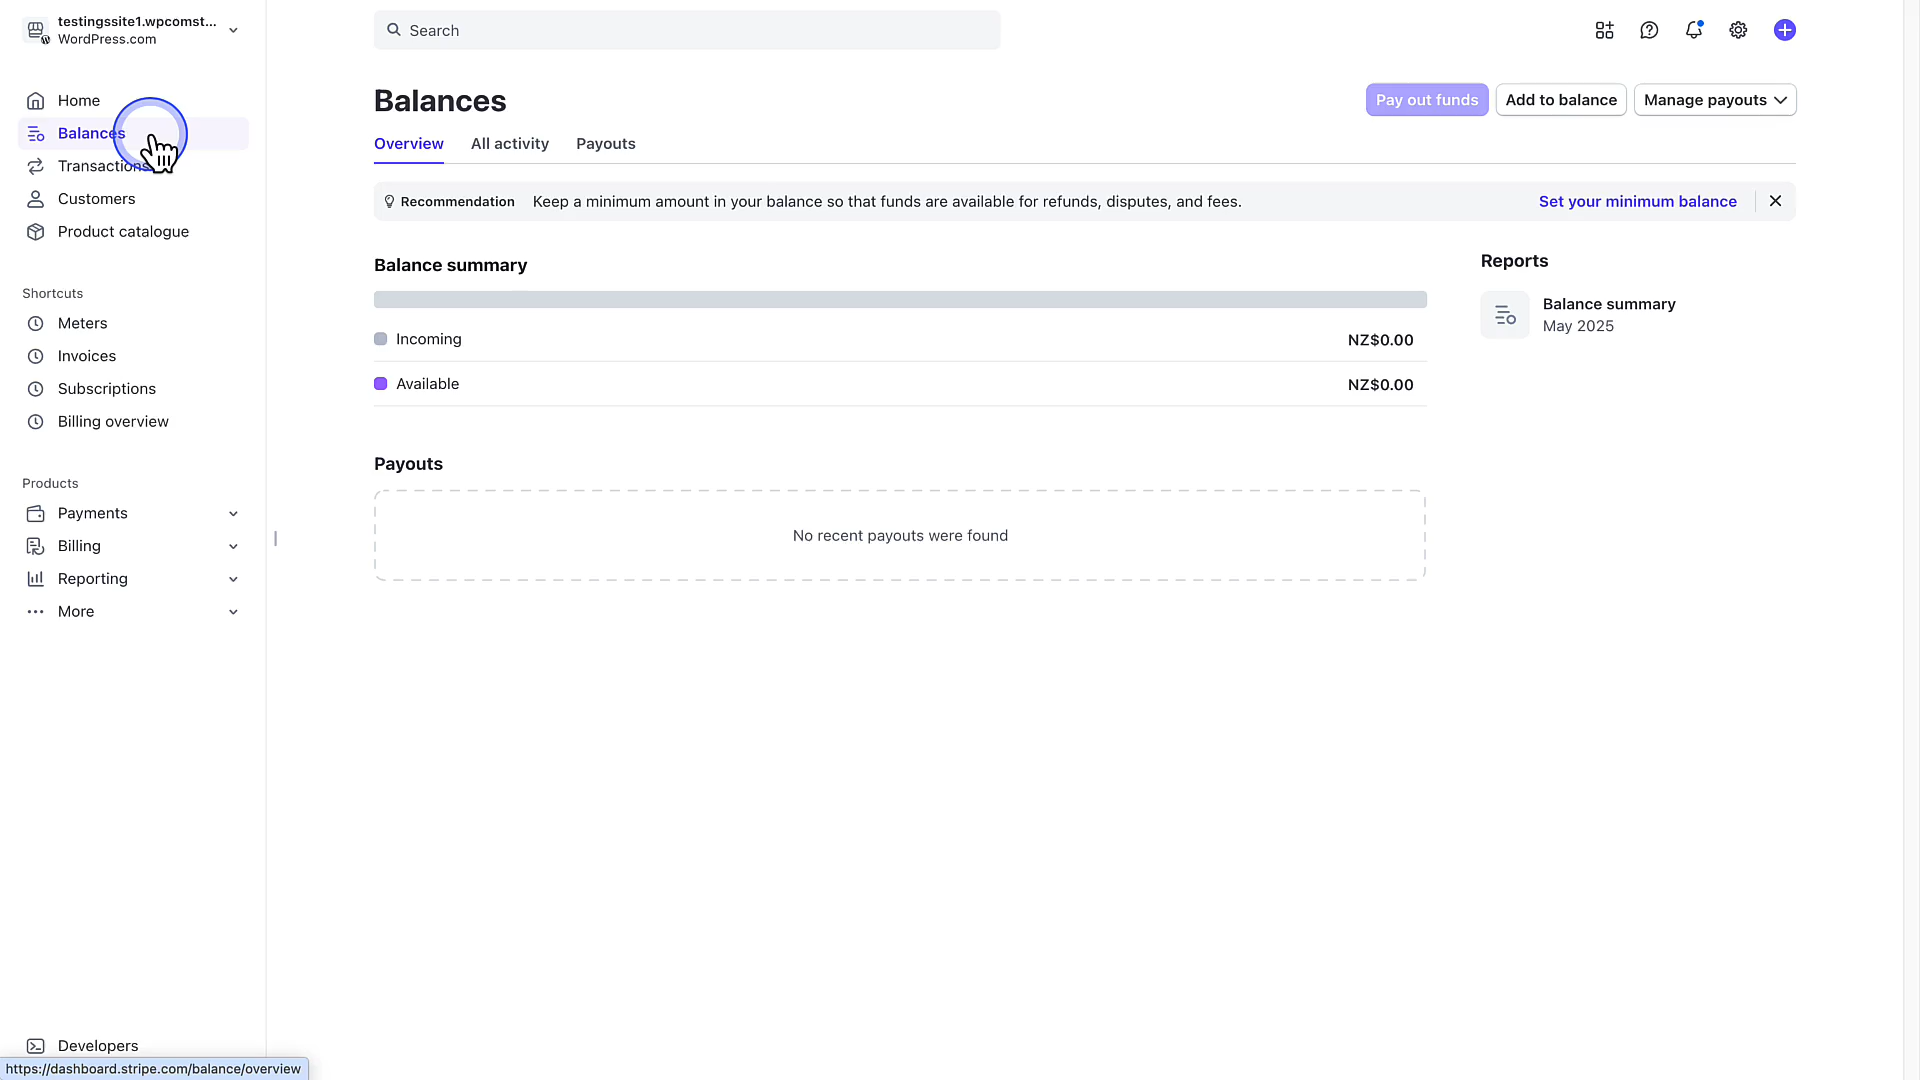 testingssite1.wpcomst...
WordPress.com
Search
Home
Balances
Transactions
Customers
Product catalogue
Shortcuts
Meters
Invoices
Subscriptions
Billing overview
Products
Payments
Billing
Reporting
More
Developers
https://dashboard.stripe.com/balance/overview
Balances
Pay out funds
Add to balance
Manage payouts
Overview
All activity
Payouts
Recommendation Keep a minimum amount in your balance so that funds are available for refunds, disputes, and fees.
Set your minimum balance
Balance summary
Incoming NZ$0.00
Available NZ$0.00
Payouts
No recent payouts were found
Reports
Balance summary
May 2025